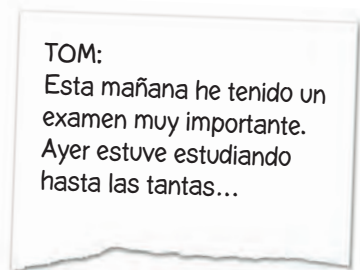 TOM:
Esta mañana he tenido un
examen muy importante.
Ayer estuve estudiando
hasta las tantas...